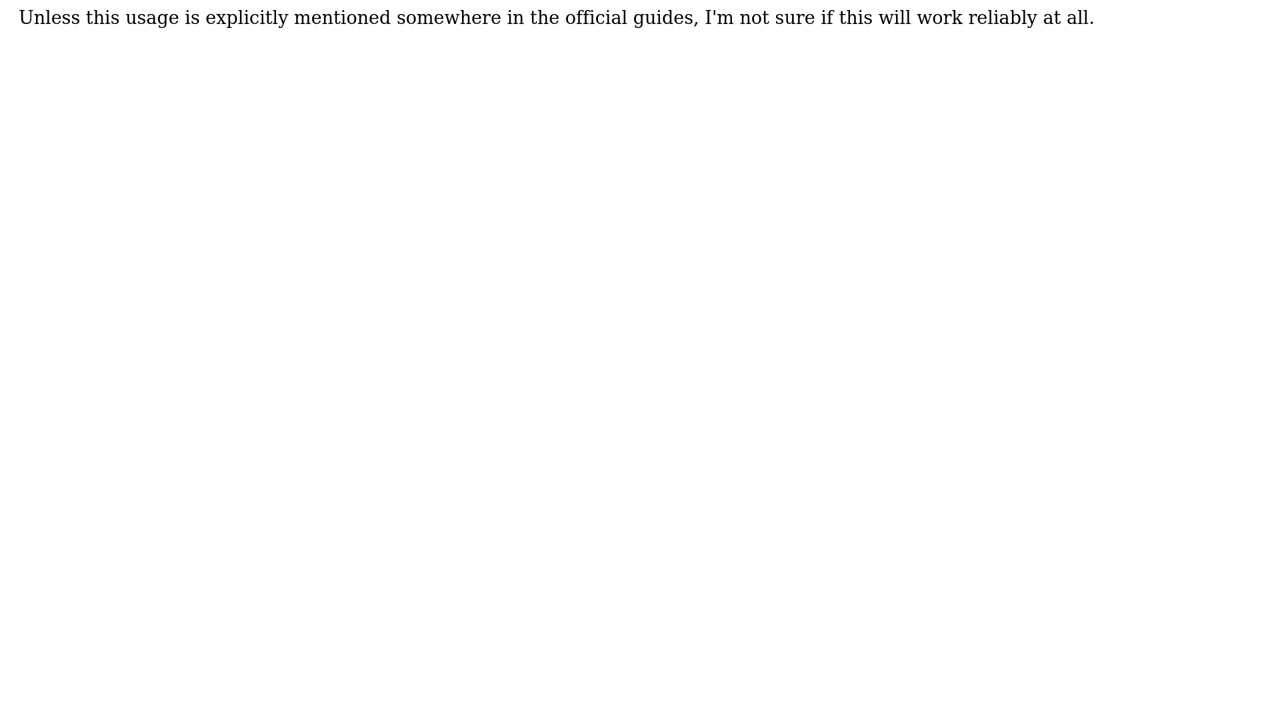 Unless this usage is explicitly mentioned somewhere in the official guides, I'm not sure if this will work reliably at all.